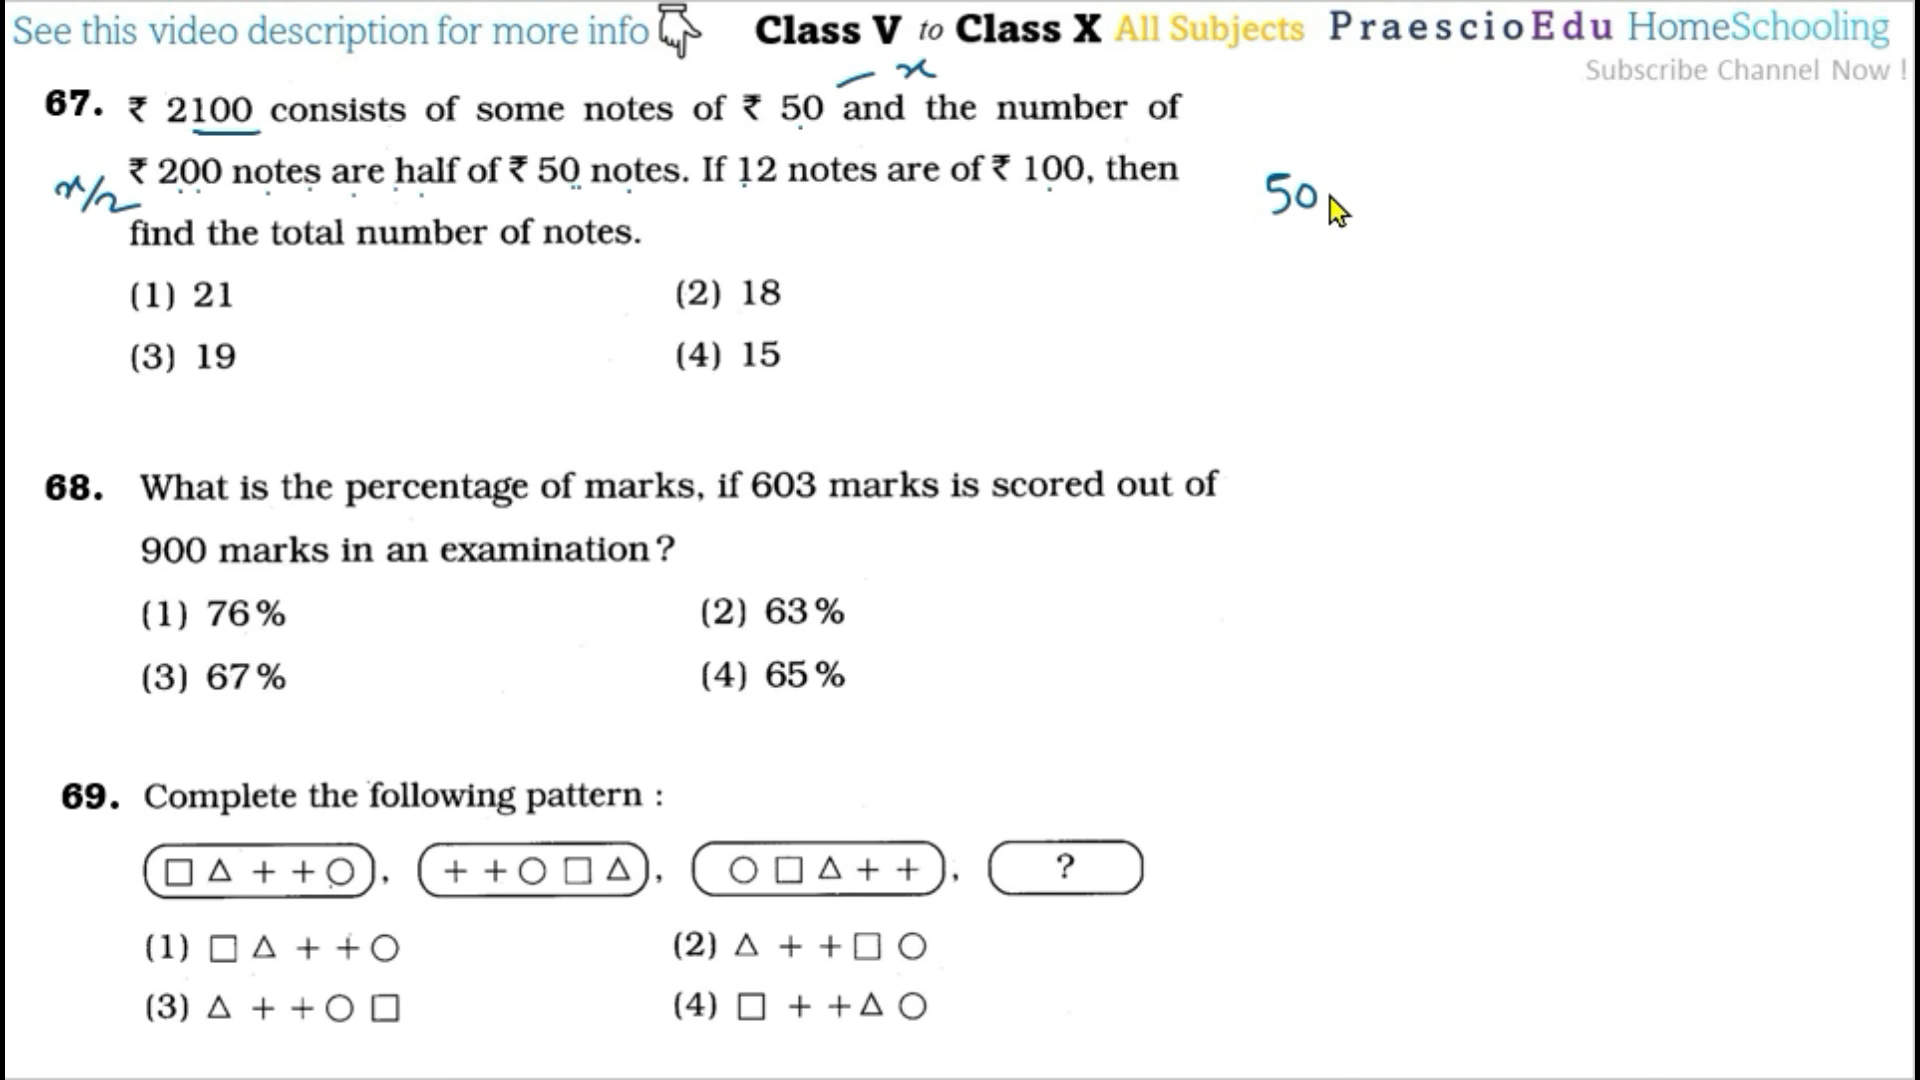 See this video description for more info Class V to Class X All Subjects PraescioEdu HomeSchooling
Subscribe Channel Now !
x
67. ₹ 2100 consists of some notes of ₹ 50 and the number of
₹ 200 notes are half of ₹ 50 notes. If 12 notes are of ₹ 100, then
x/2
50
find the total number of notes.
(1) 21 (2) 18
(3) 19 (4) 15
68. What is the percentage of marks, if 603 marks is scored out of
900 marks in an examination?
(1) 76% (2) 63%
(3) 67% (4) 65%
69. Complete the following pattern :
□ △ + + ○ , + + ○ □ △ , ○ □ △ + + , ?
(1) □ △ + + ○ (2) △ + + □ ○
(3) △ + + ○ □ (4) □ + + △ ○